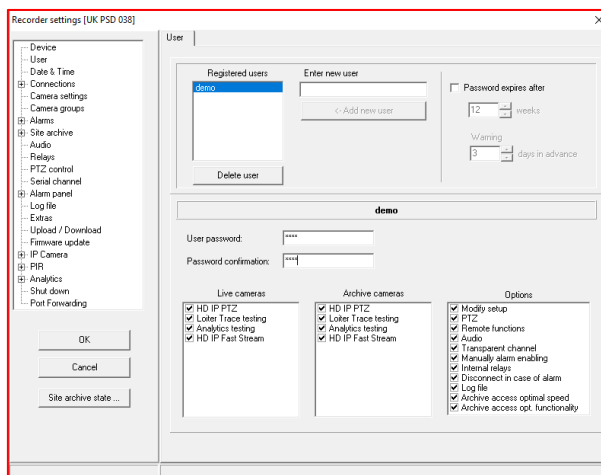 Recorder settings [UK PSD 038]
Device
User
Date & Time
Connections
Camera settings
Camera groups
Alarms
Site archive
Audio
Relays
PTZ control
Serial channel
Alarm panel
Log file
Extras
Upload / Download
Firmware update
IP Camera
PIR
Analytics
Shut down
Port Forwarding
OK
Cancel
Site archive state ...
User
Registered users
demo
Delete user
Enter new user
<- Add new user
Password expires after
12 weeks
Warning
3 days in advance
demo
User password: ****
Password confirmation: ****
Live cameras
HD IP PTZ
Loiter Trace testing
Analytics testing
HD IP Fast Stream
Archive cameras
HD IP PTZ
Loiter Trace testing
Analytics testing
HD IP Fast Stream
Options
Modify setup
PTZ
Remote functions
Audio
Transparent channel
Manually alarm enabling
Internal relays
Disconnect in case of alarm
Log file
Archive access optimal speed
Archive access opt. functionality